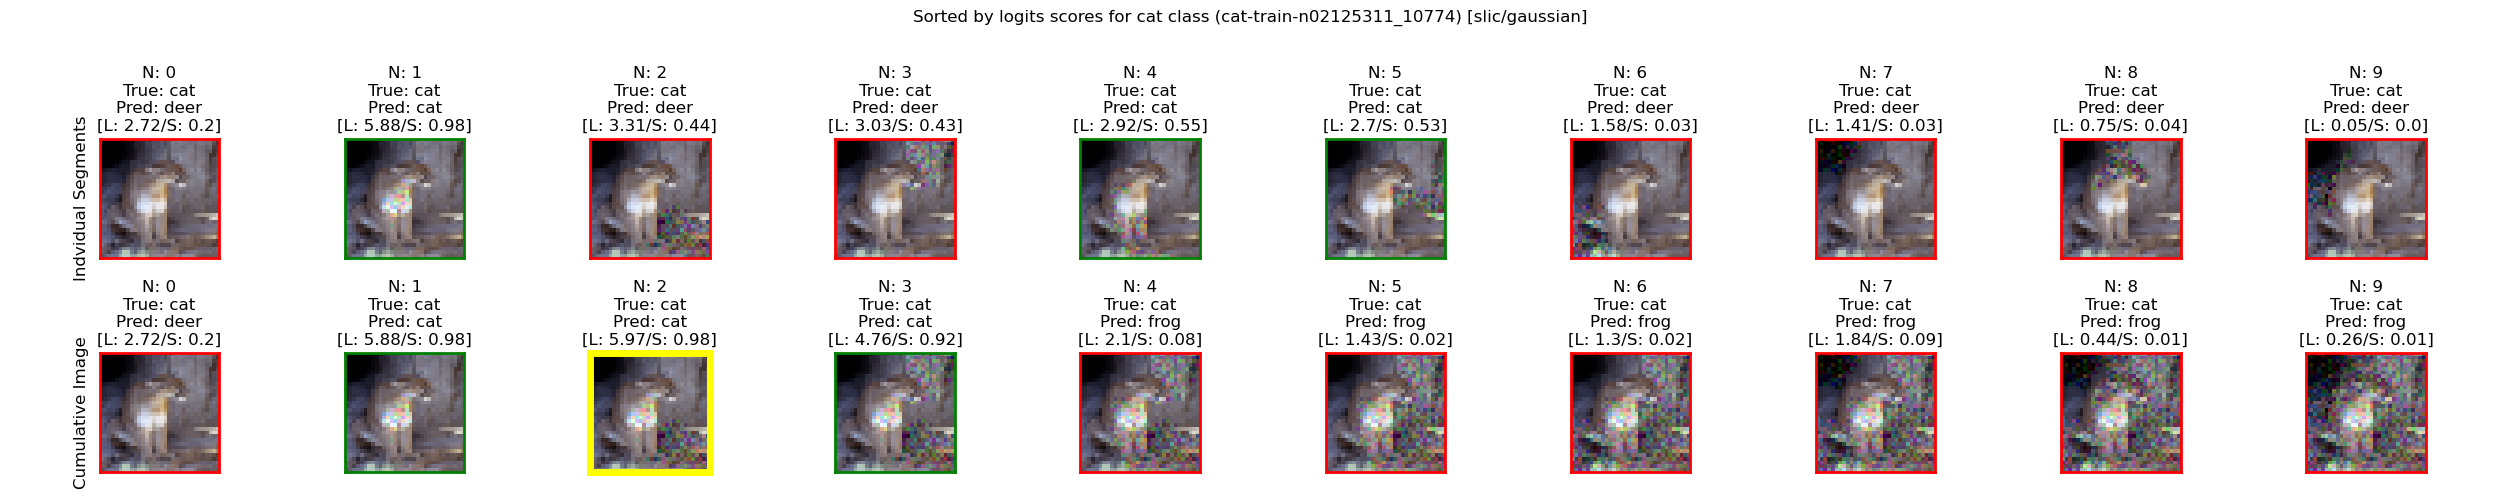 Sorted by logits scores for cat class (cat-train-n02125311_10774) [slic/gaussian]
Individual Segments
N: 0
True: cat
Pred: deer
[L: 2.72/S: 0.2]
N: 1
True: cat
Pred: cat
[L: 5.88/S: 0.98]
N: 2
True: cat
Pred: deer
[L: 3.31/S: 0.44]
N: 3
True: cat
Pred: deer
[L: 3.03/S: 0.43]
N: 4
True: cat
Pred: cat
[L: 2.92/S: 0.55]
N: 5
True: cat
Pred: cat
[L: 2.7/S: 0.53]
N: 6
True: cat
Pred: deer
[L: 1.58/S: 0.03]
N: 7
True: cat
Pred: deer
[L: 1.41/S: 0.03]
N: 8
True: cat
Pred: deer
[L: 0.75/S: 0.04]
N: 9
True: cat
Pred: deer
[L: 0.05/S: 0.0]
Cumulative Image
N: 0
True: cat
Pred: deer
[L: 2.72/S: 0.2]
N: 1
True: cat
Pred: cat
[L: 5.88/S: 0.98]
N: 2
True: cat
Pred: cat
[L: 5.97/S: 0.98]
N: 3
True: cat
Pred: cat
[L: 4.76/S: 0.92]
N: 4
True: cat
Pred: frog
[L: 2.1/S: 0.08]
N: 5
True: cat
Pred: frog
[L: 1.43/S: 0.02]
N: 6
True: cat
Pred: frog
[L: 1.3/S: 0.02]
N: 7
True: cat
Pred: frog
[L: 1.84/S: 0.09]
N: 8
True: cat
Pred: frog
[L: 0.44/S: 0.01]
N: 9
True: cat
Pred: frog
[L: 0.26/S: 0.01]